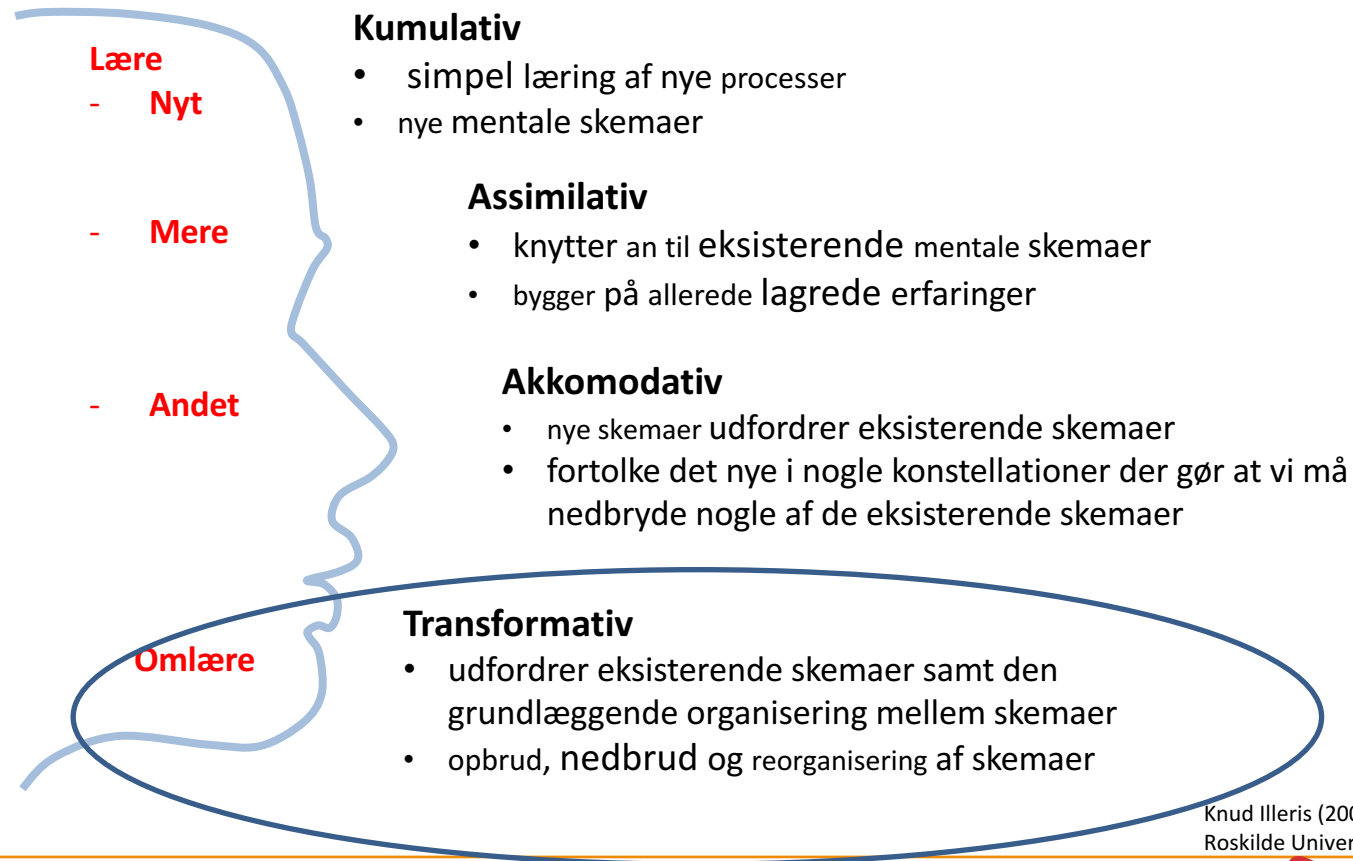 Lære
- Nyt
- Mere
- Andet
Omlære
Kumulativ
• simpel læring af nye processer
• nye mentale skemaer
Assimilativ
• knytter an til eksisterende mentale skemaer
• bygger på allerede lagrede erfaringer
Akkomodativ
• nye skemaer udfordrer eksisterende skemaer
• fortolke det nye i nogle konstellationer der gør at vi må
nedbryde nogle af de eksisterende skemaer
Transformativ
• udfordrer eksisterende skemaer samt den
grundlæggende organisering mellem skemaer
• opbrud, nedbrud og reorganisering af skemaer
Knud Illeris
Roskilde